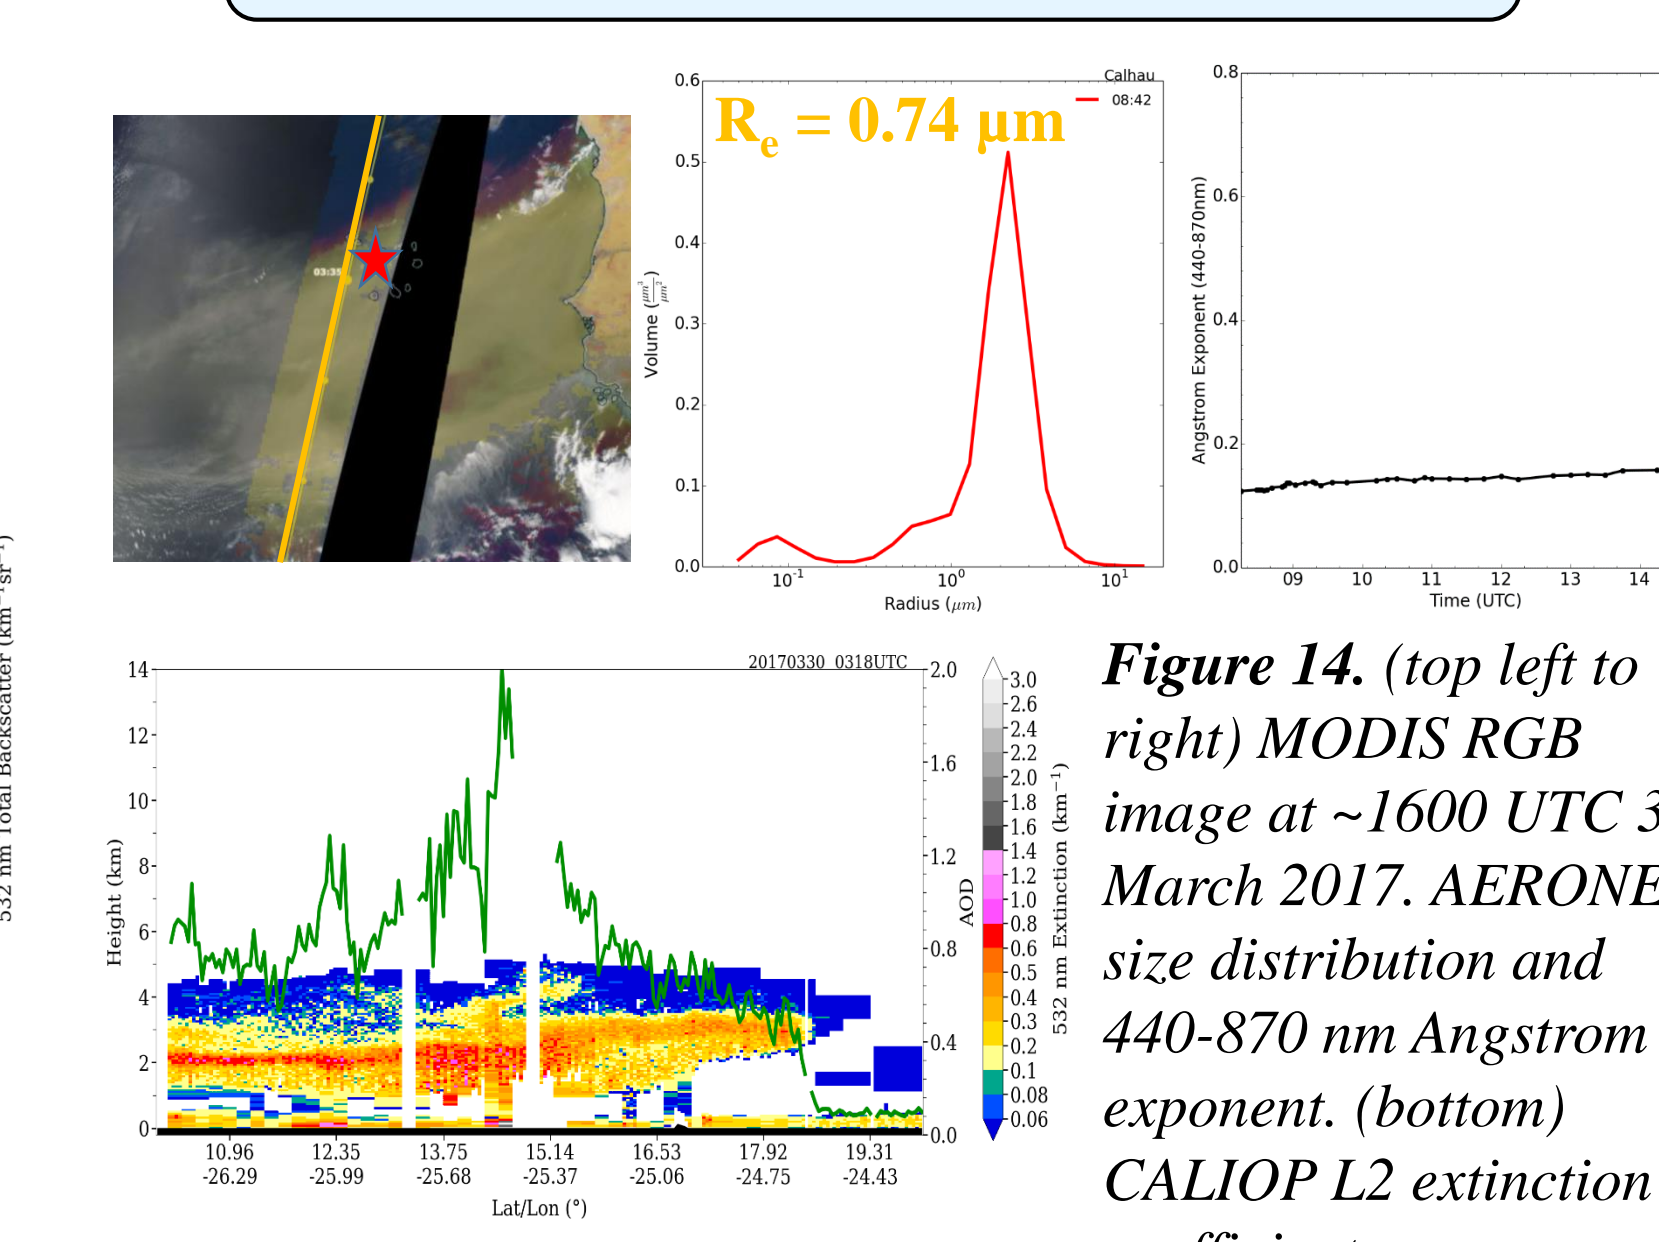 Calhau
08:42
R_e = 0.74 μm
0.6
0.5
0.4
0.3
0.2
0.1
0.0
Volume (μm³/μm²)
10⁻¹ 10⁰ 10¹
Radius (μm)
0.8
0.6
0.4
0.2
0.0
Angstrom Exponent (440-870nm)
09 10 11 12 13 14
Time (UTC)
03:35
532 nm Total Backscatter (km⁻¹sr⁻¹)
20170330 0318UTC
14
12
10
8
6
4
2
0
Height (km)
2.0
1.6
1.2
0.8
0.4
0.0
AOD
3.0
2.6
2.4
2.2
2.0
1.8
1.6
1.4
1.2
1.0
0.8
0.6
0.5
0.4
0.3
0.2
0.1
0.08
0.06
532 nm Extinction (km⁻¹)
10.96 12.35 13.75 15.14 16.53 17.92 19.31
-26.29 -25.99 -25.68 -25.37 -25.06 -24.75 -24.43
Lat/Lon (°)
Figure 14. (top left to
right) MODIS RGB
image at ~1600 UTC 3
March 2017. AERONE
size distribution and
440-870 nm Angstrom
exponent. (bottom)
CALIOP L2 extinction